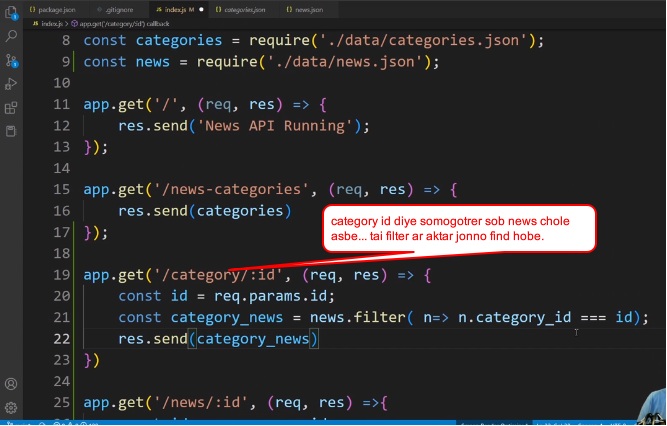 package.json
.gitignore
index.js M
categories.json
news.json
index.js > app.get('/category/:id') callback
8 const categories = require('./data/categories.json');
9 const news = require('./data/news.json');
10
11 app.get('/', (req, res) => {
12 res.send('News API Running');
13 });
14
15 app.get('/news-categories', (req, res) => {
16 res.send(categories)
17 });
category id diye somogotrer sob news chole
asbe... tai filter ar aktar jonno find hobe.
18
19 app.get('/category/:id', (req, res) => {
20 const id = req.params.id;
21 const category_news = news.filter( n=> n.category_id === id);
22 res.send(category_news)
23 })
24
25 app.get('/news/:id', (req, res) =>{